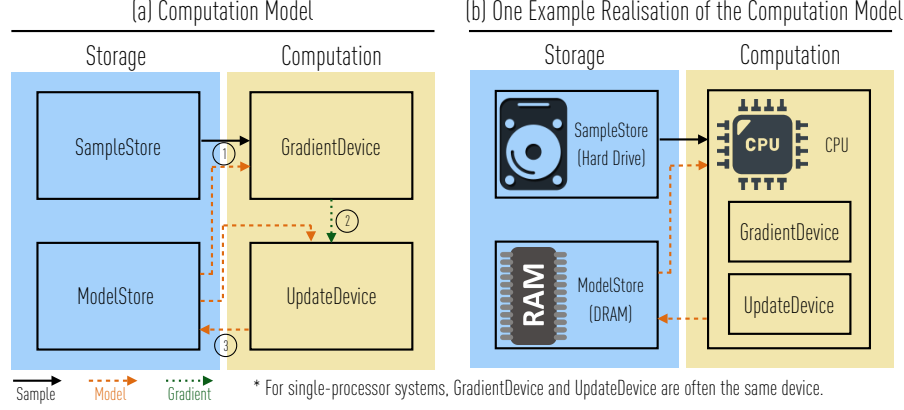 (a) Computation Model
(b) One Example Realisation of the Computation Model
Storage
Computation
SampleStore
GradientDevice
1
2
ModelStore
UpdateDevice
3
Storage
Computation
SampleStore
(Hard Drive)
CPU
CPU
GradientDevice
RAM
ModelStore
(DRAM)
UpdateDevice
Sample
Model
Gradient
* For single-processor systems, GradientDevice and UpdateDevice are often the same device.